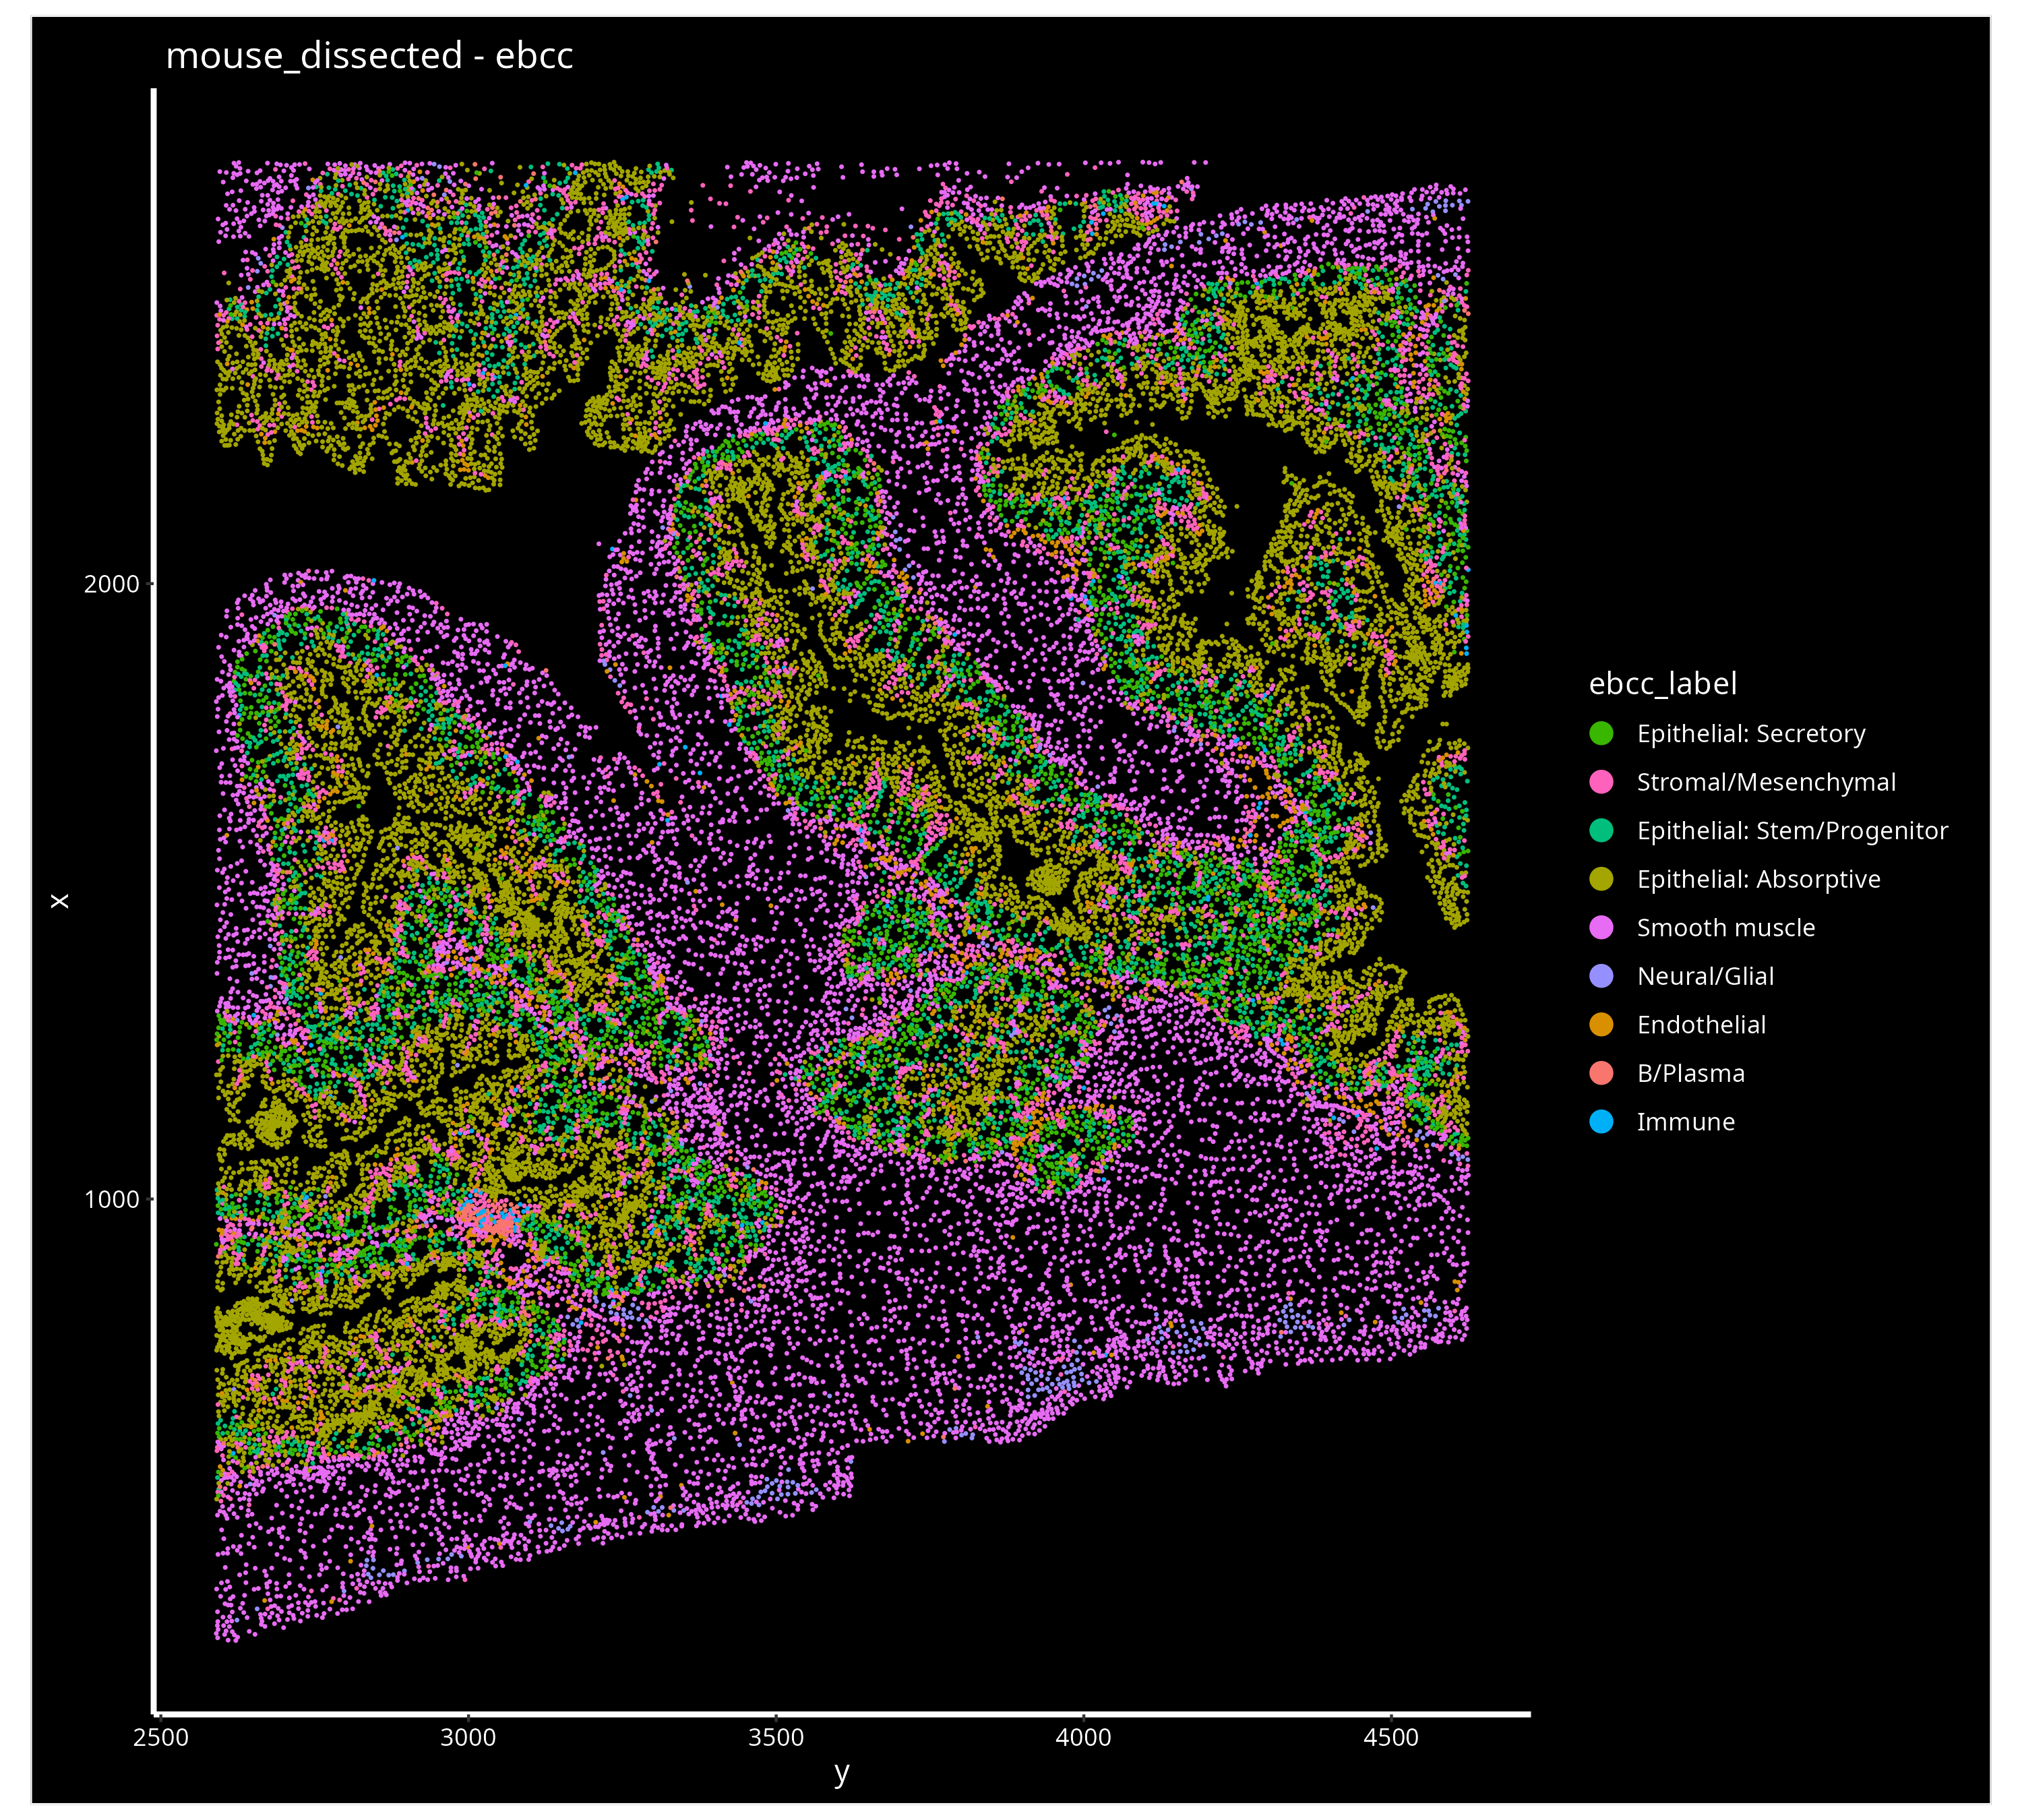 mouse_dissected - ebcc
x
2000
1000
2500
3000
3500
4000
4500
y
ebcc_label
Epithelial: Secretory
Stromal/Mesenchymal
Epithelial: Stem/Progenitor
Epithelial: Absorptive
Smooth muscle
Neural/Glial
Endothelial
B/Plasma
Immune